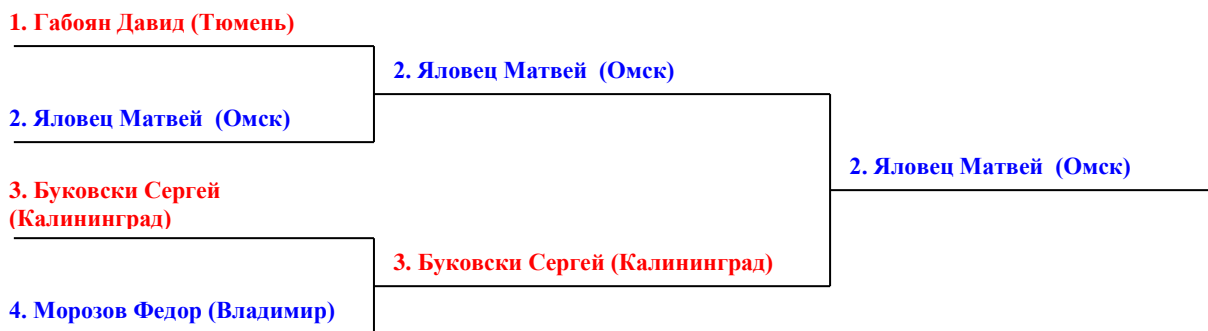 1. Габоян Давид (Тюмень)
2. Яловец Матвей  (Омск)
2. Яловец Матвей  (Омск)
2. Яловец Матвей  (Омск)
3. Буковски Сергей
(Калининград)
3. Буковски Сергей (Калининград)
4. Морозов Федор (Владимир)